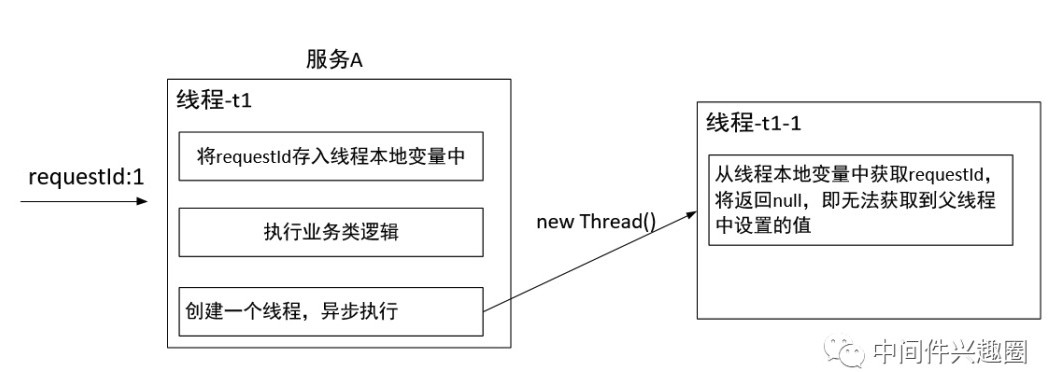 服务A
线程-t1
将requestId存入线程本地变量中
requestId:1
执行业务类逻辑
创建一个线程，异步执行
new Thread()
线程-t1-1
从线程本地变量中获取requestId，
将返回null，即无法获取到父线程
中设置的值
中间件兴趣圈